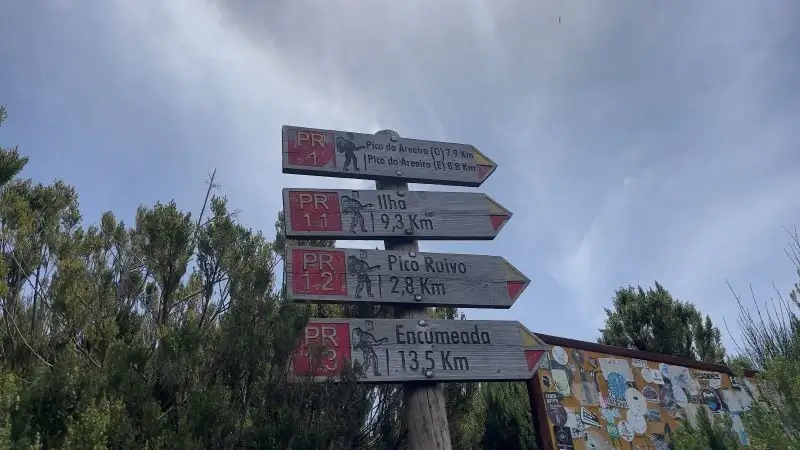 PR
1
Pico do Areeiro (O) 7.9 Km
Pico do Areeiro (E) 8.8 Km
PR
1.1
Ilha
9,3 Km
PR
1.2
Pico Ruivo
2,8 Km
PR
1.3
Encumeada
13,5 Km